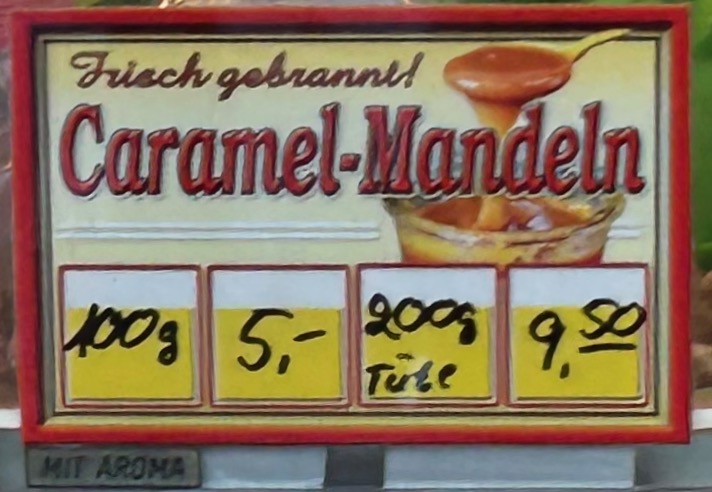 Frisch gebrannt!
Caramel-Mandeln
100g 5,- 200g 9,50
Tüte
MIT AROMA